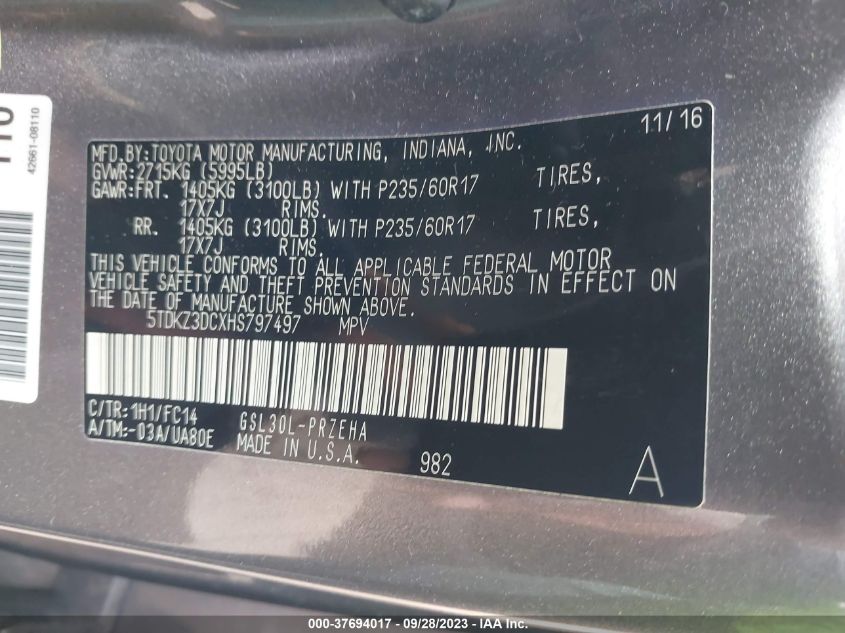 110
42661-08110
11/16
MFD.BY:TOYOTA MOTOR MANUFACTURING, INDIANA, INC.
GVWR:2715KG (5995LB)
GAWR:FRT. 1405KG (3100LB) WITH P235/60R17 TIRES,
17X7J RIMS.
RR. 1405KG (3100LB) WITH P235/60R17 TIRES,
17X7J RIMS.
THIS VEHICLE CONFORMS TO ALL APPLICABLE FEDERAL MOTOR
VEHICLE SAFETY AND THEFT PREVENTION STANDARDS IN EFFECT ON
THE DATE OF MANUFACTURE SHOWN ABOVE.
5TDKZ3DCXHS797497 MPV
C/TR:1H1/FC14 GSL30L-PRZEHA
A/TM:-03A/UA80E MADE IN U.S.A. 982
A
000-37694017 - 09/28/2023 - IAA Inc.